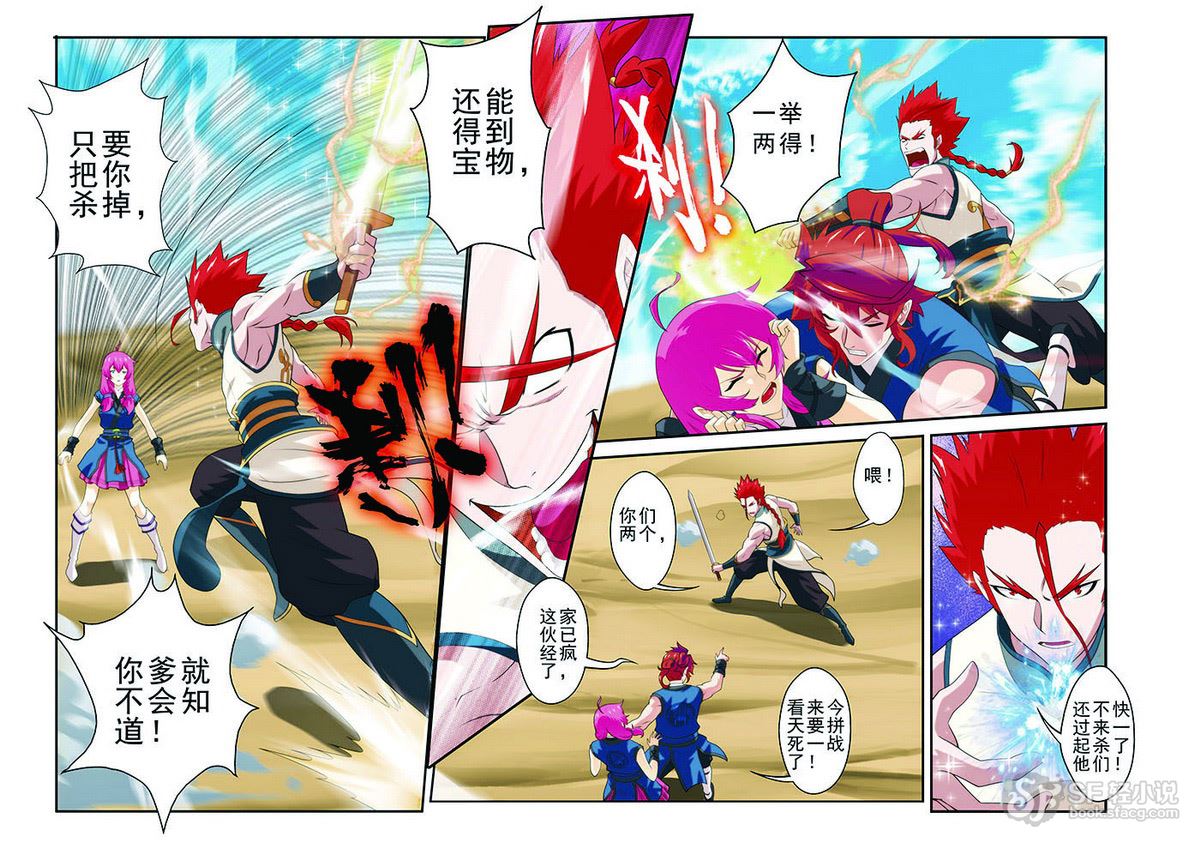 只要
把你
杀掉，
你爹就
不会知
道！
刹！
还能
得到
宝物，
刹！
一举
两得！
喂！
你们
两个，
这家
伙已
经疯
了，
看来今
天要拼
死一战
了！
还不快
过来一
起杀了
他们！
SF轻小说
book.sfacg.com